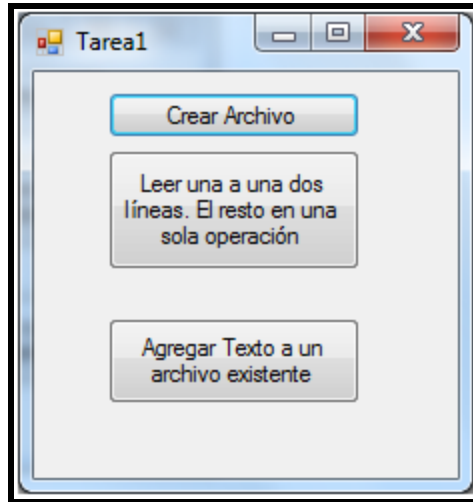 Tarea1
Crear Archivo
Leer una a una dos
líneas. El resto en una
sola operación
Agregar Texto a un
archivo existente